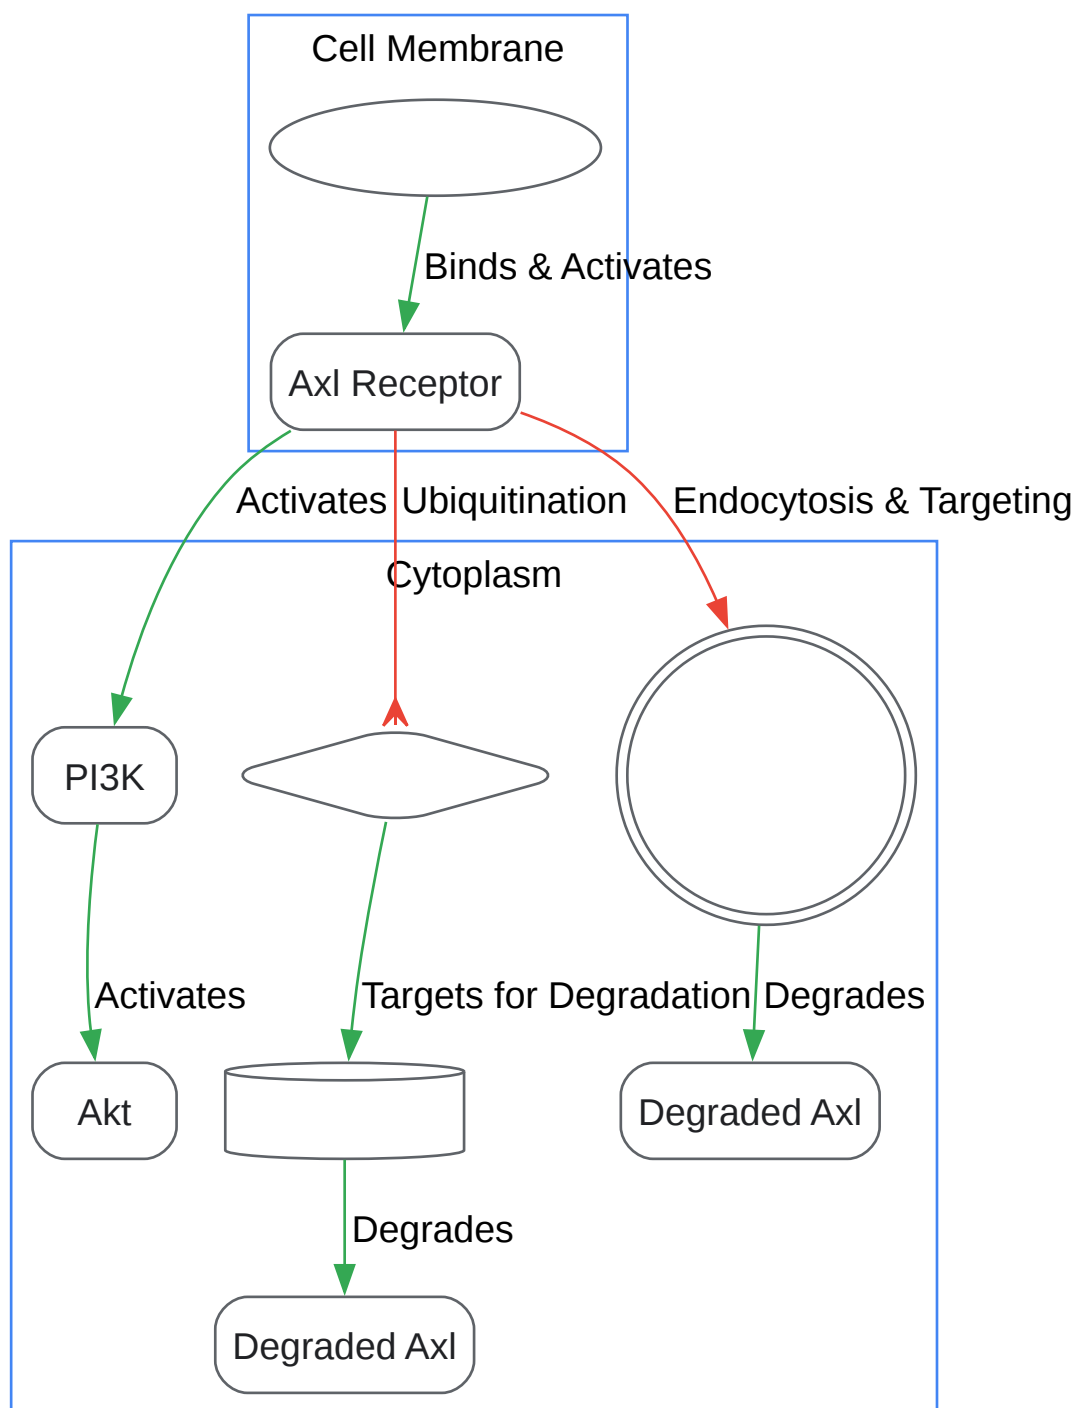 Cell Membrane
Binds & Activates
Axl Receptor
Activates
Ubiquitination
Endocytosis & Targeting
Cytoplasm
PI3K
Activates
Targets for Degradation
Degrades
Akt
Degraded Axl
Degrades
Degraded Axl